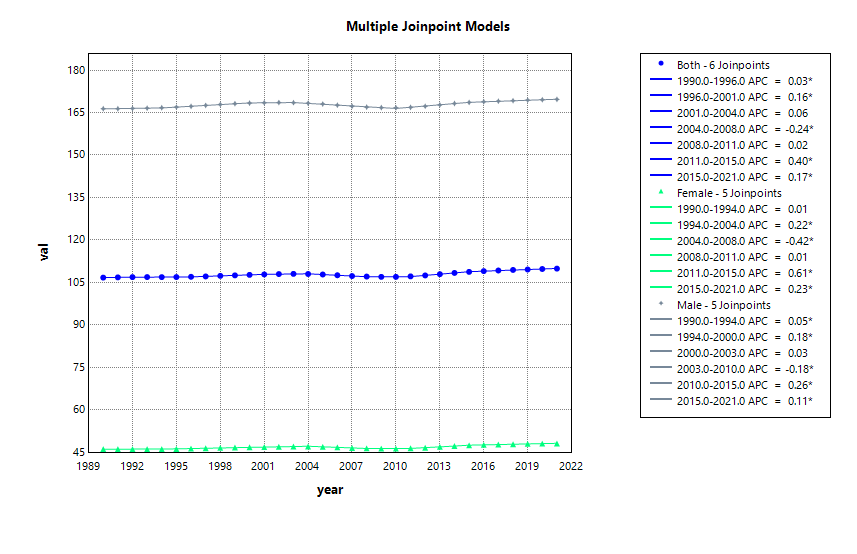 Multiple Joinpoint Models
180
165
150
135
120
105
90
75
60
45
val
1989 1992 1995 1998 2001 2004 2007 2010 2013 2016 2019 2022
year
Both - 6 Joinpoints
1990.0-1996.0 APC = 0.03*
1996.0-2001.0 APC = 0.16*
2001.0-2004.0 APC = 0.06
2004.0-2008.0 APC = -0.24*
2008.0-2011.0 APC = 0.02
2011.0-2015.0 APC = 0.40*
2015.0-2021.0 APC = 0.17*
Female - 5 Joinpoints
1990.0-1994.0 APC = 0.01
1994.0-2004.0 APC = 0.22*
2004.0-2008.0 APC = -0.42*
2008.0-2011.0 APC = 0.01
2011.0-2015.0 APC = 0.61*
2015.0-2021.0 APC = 0.23*
Male - 5 Joinpoints
1990.0-1994.0 APC = 0.05*
1994.0-2000.0 APC = 0.18*
2000.0-2003.0 APC = 0.03
2003.0-2010.0 APC = -0.18*
2010.0-2015.0 APC = 0.26*
2015.0-2021.0 APC = 0.11*